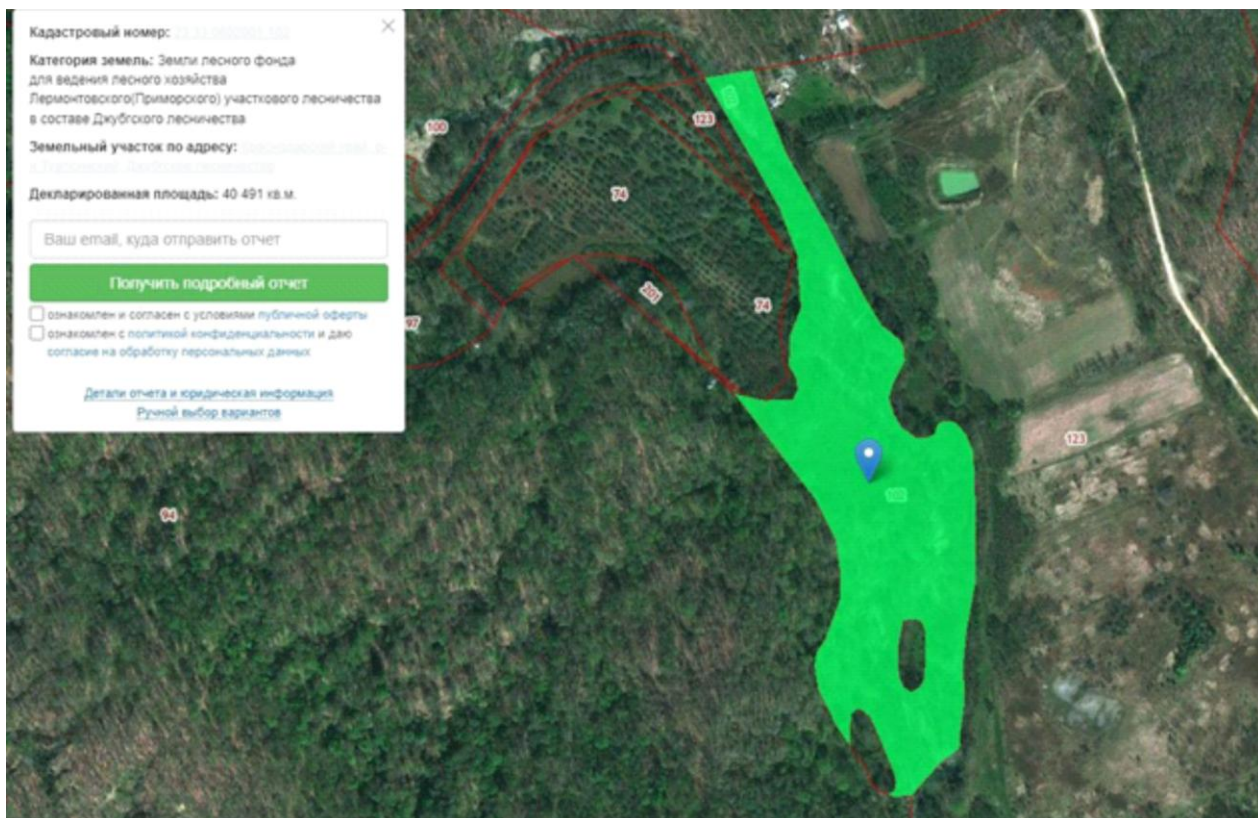 Кадастровый номер:
Категория земель: Земли лесного фонда
для ведения лесного хозяйства
Лермонтовского(Приморского) участкового лесничества
в составе Джубгского лесничества
Земельный участок по адресу:
Декларированная площадь: 40 491 кв.м.
Ваш email, куда отправить отчет
Получить подробный отчет
ознакомлен и согласен с условиями публичной оферты
ознакомлен с политикой конфиденциальности и даю
согласие на обработку персональных данных
Детали отчета и юридическая информация
Ручной выбор вариантов
100
123
74
201
74
97
123
102
94